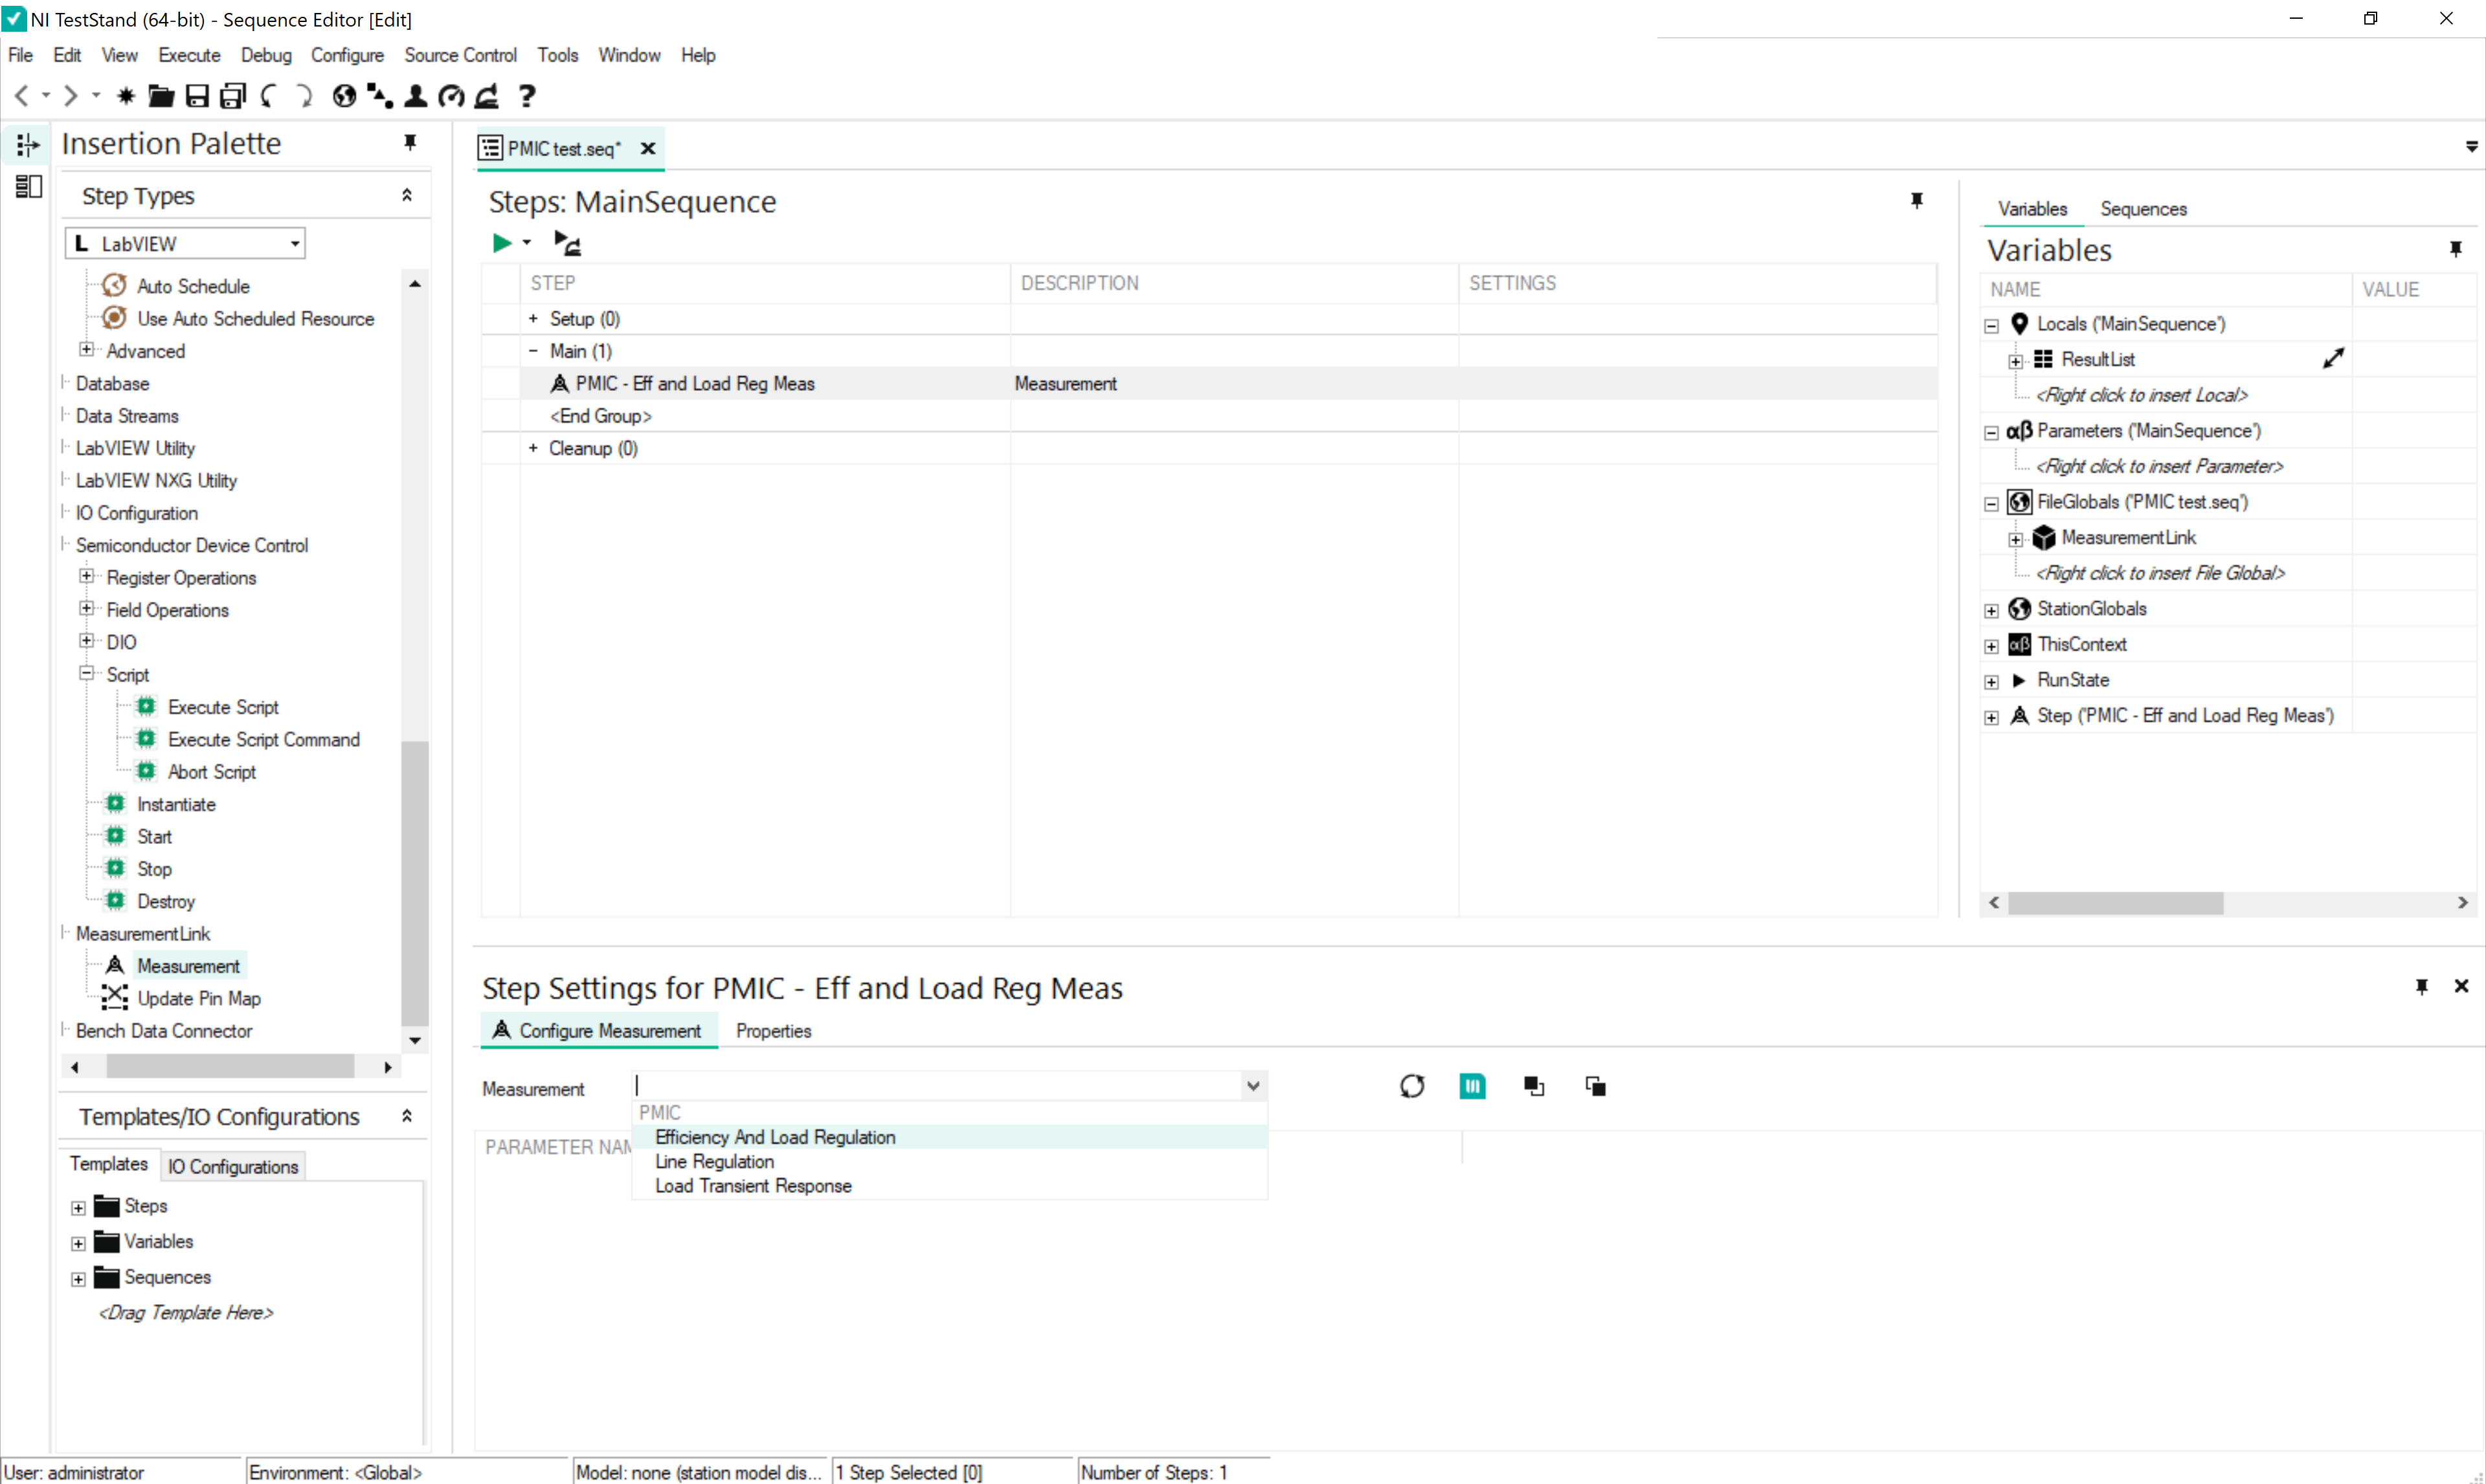 NI TestStand (64-bit) - Sequence Editor [Edit]
File Edit View Execute Debug Configure Source Control Tools Window Help
Insertion Palette
Step Types
L LabVIEW
Auto Schedule
Use Auto Scheduled Resource
Advanced
Database
Data Streams
LabVIEW Utility
LabVIEW NXG Utility
IO Configuration
Semiconductor Device Control
Register Operations
Field Operations
DIO
Script
Execute Script
Execute Script Command
Abort Script
Instantiate
Start
Stop
Destroy
MeasurementLink
Measurement
Update Pin Map
Bench Data Connector
Templates/IO Configurations
Templates IO Configurations
Steps
Variables
Sequences
<Drag Template Here>
PMIC test.seq*
Steps: MainSequence
STEP DESCRIPTION SETTINGS
+ Setup (0)
- Main (1)
PMIC - Eff and Load Reg Meas Measurement
<End Group>
+ Cleanup (0)
Variables Sequences
Variables
NAME VALUE
Locals ('MainSequence')
ResultList
<Right click to insert Local>
αβ Parameters ('MainSequence')
<Right click to insert Parameter>
FileGlobals ('PMIC test.seq')
MeasurementLink
<Right click to insert File Global>
StationGlobals
αβ ThisContext
RunState
Step ('PMIC - Eff and Load Reg Meas')
Step Settings for PMIC - Eff and Load Reg Meas
Configure Measurement Properties
Measurement
PMIC
Efficiency And Load Regulation
Line Regulation
Load Transient Response
PARAMETER NAM
User: administrator Environment: <Global> Model: none (station model dis... 1 Step Selected [0] Number of Steps: 1